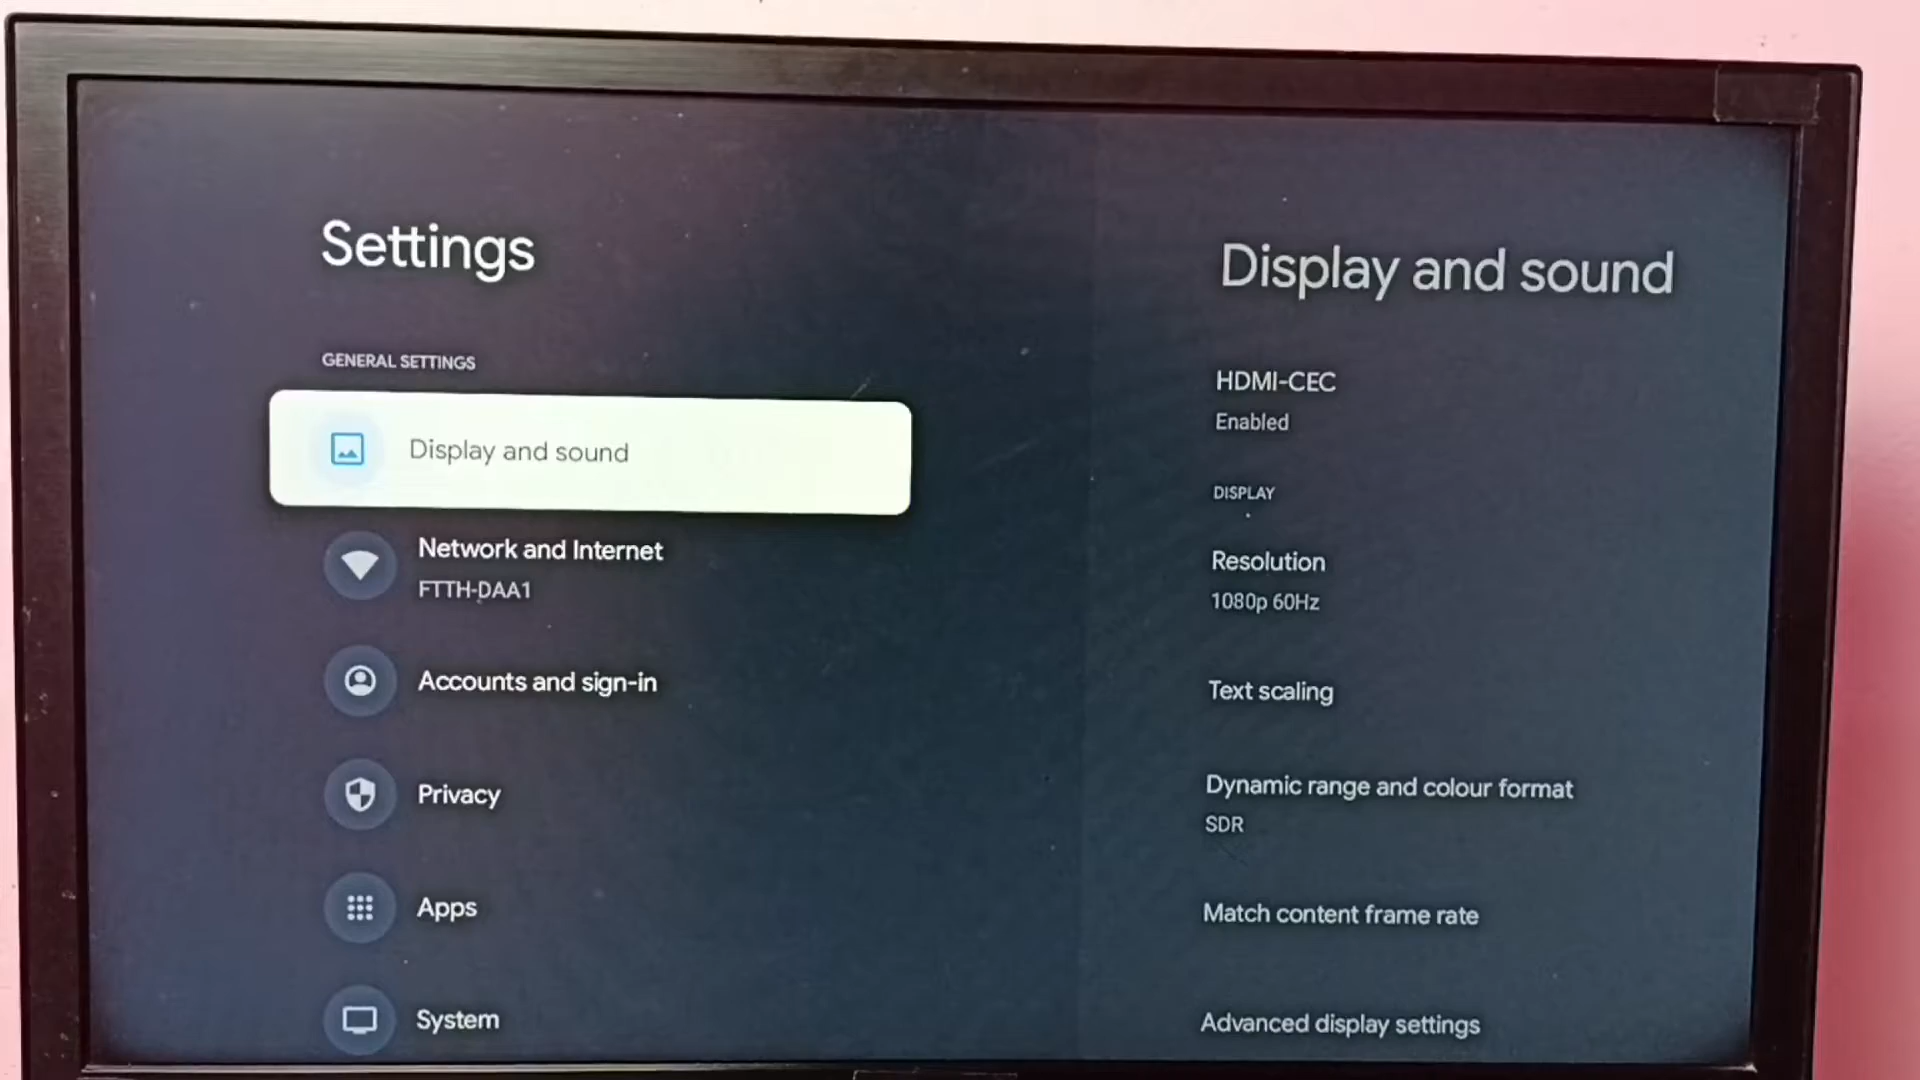 Settings
GENERAL SETTINGS
Display and sound
Network and Internet
FTTH-DAA1
Accounts and sign-in
Privacy
Apps
System
Display and sound
HDMI-CEC
Enabled
DISPLAY
Resolution
1080p 60Hz
Text scaling
Dynamic range and colour format
SDR
Match content frame rate
Advanced display settings